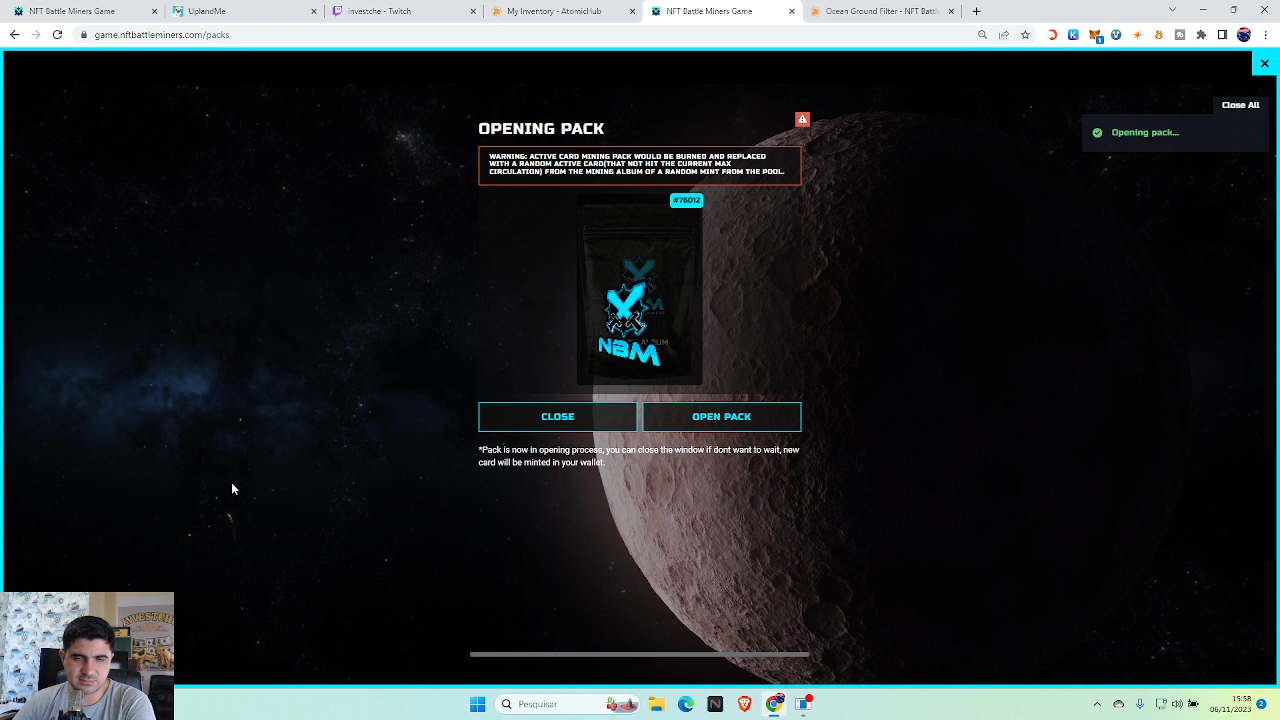 NFT Battle Miners Game
UplandMe
Investche - Twitch
My Inventory - AtomicHub
NFT Battle Miners Game
Ocean Ground Filter - NFT Battl
game.nftbattleminers.com/packs
Close All
Opening pack...
OPENING PACK
WARNING: ACTIVE CARD MINING PACK WOULD BE BURNED AND REPLACED
WITH A RANDOM ACTIVE CARD(THAT NOT HIT THE CURRENT MAX
CIRCULATION) FROM THE MINING ALBUM OF A RANDOM MINT FROM THE POOL.
#76012
NBM
CLOSE
OPEN PACK
*Pack is now in opening process, you can close the window if dont want to wait, new
card will be minted in your wallet.
Pesquisar
15:58
06/11/2023
2